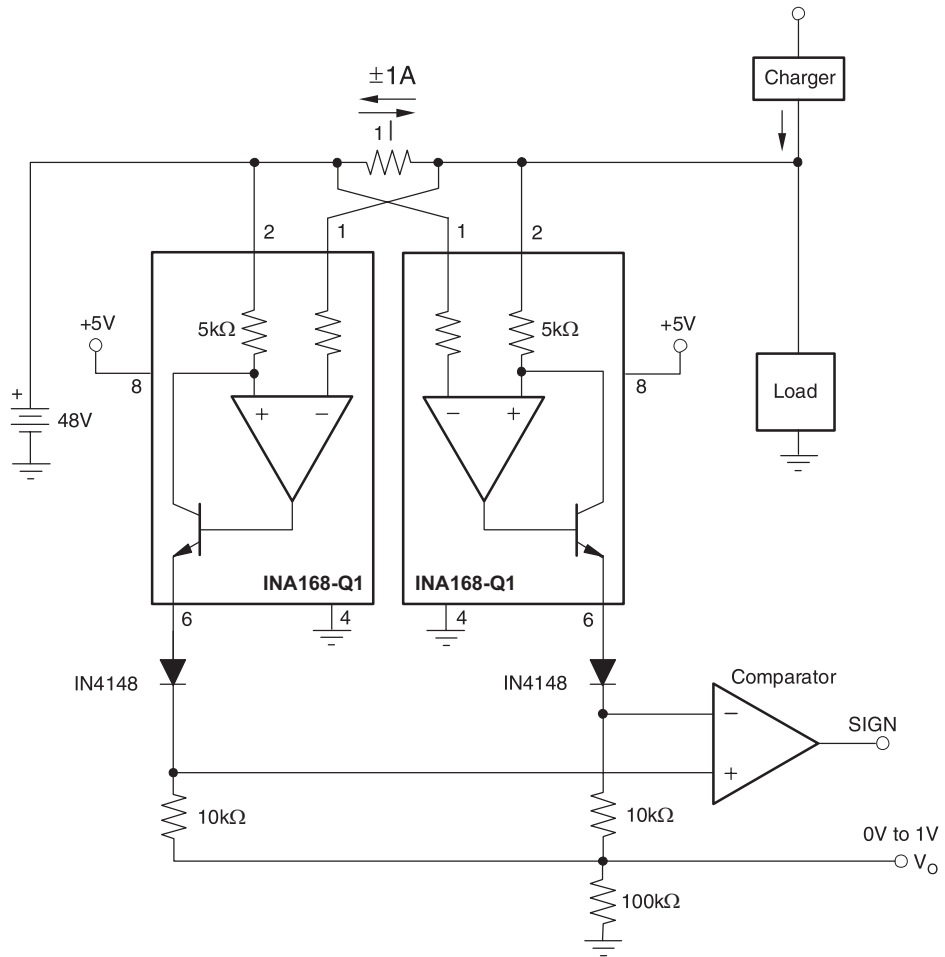 Charger
±1A
1|
2
1
1
2
+5V
5kΩ
5kΩ
+5V
8
8
+
48V
Load
+
−
−
+
INA168-Q1
INA168-Q1
6
4
4
6
IN4148
IN4148
Comparator
−
SIGN
+
10kΩ
10kΩ
0V to 1V
VO
100kΩ